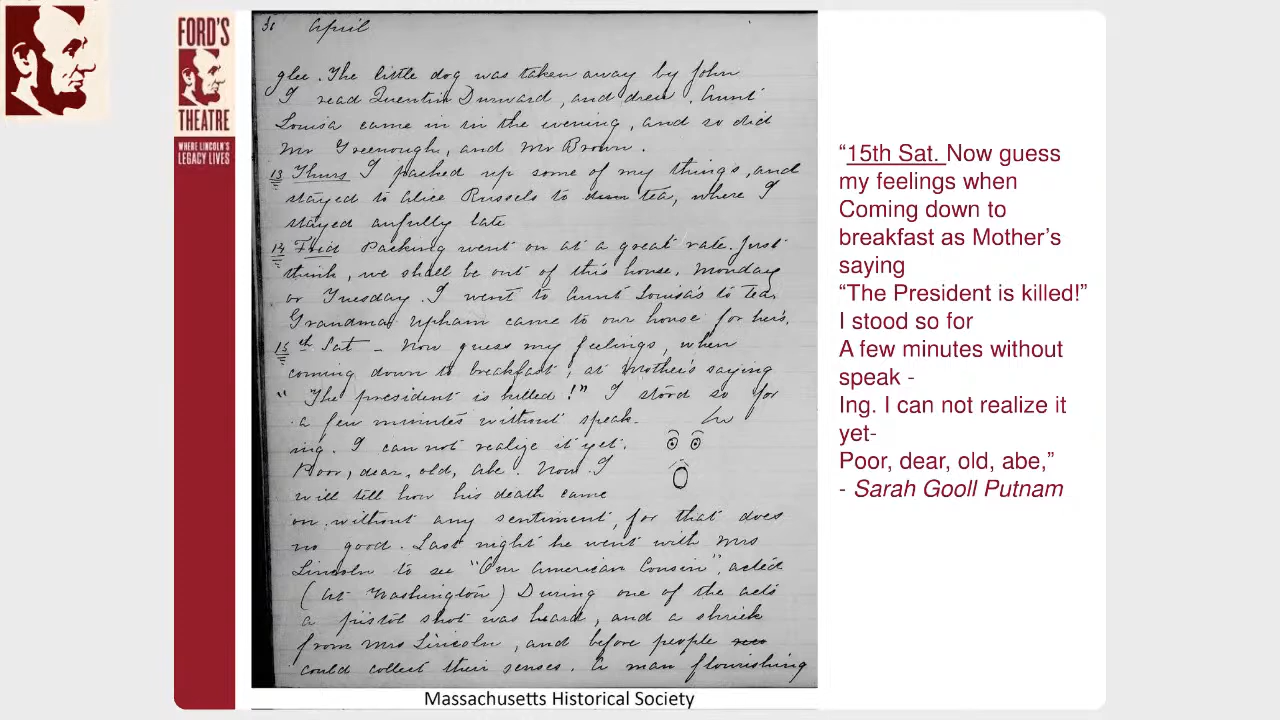 FORD'S
THEATRE
WHERE LINCOLN'S
LEGACY LIVES
36 April
glee. The little dog was taken away by John
I read Quentin Durward, and drew. Aunt
Louisa came in in the evening, and so did
Mr Greenough, and Mr Brown.
13 Thurs I packed up some of my things, and
stayed to Alice Russels to tea, where I
stayed awfully late
14 Frid Packing went on at a great rate. Just
think, we shall be out of this house, Monday
or Tuesday. I went to Aunt Louisa's to tea,
Grandma Upham came to our house for hers.
15th Sat - Now guess my feelings, when
coming down to breakfast, at Mother's saying
"The president is killed!" I stood so for
a few minutes without speak-
ing. I can not realize it yet.
Poor, dear, old, Abe. Now I
will tell how his death came
on, without any sentiment, for that does
no good. Last night he went with Mrs
Lincoln to see "Our American Cousin", acted
(at Washington) During one of the acts
a pistol shot was heard, and a shriek
from Mrs Lincoln, and before people
could collect their senses. a man flourishing
Massachusetts Historical Society
“15th Sat. Now guess
my feelings when
Coming down to
breakfast as Mother’s
saying
“The President is killed!”
I stood so for
A few minutes without
speak -
Ing. I can not realize it
yet-
Poor, dear, old, abe,”
- Sarah Gooll Putnam